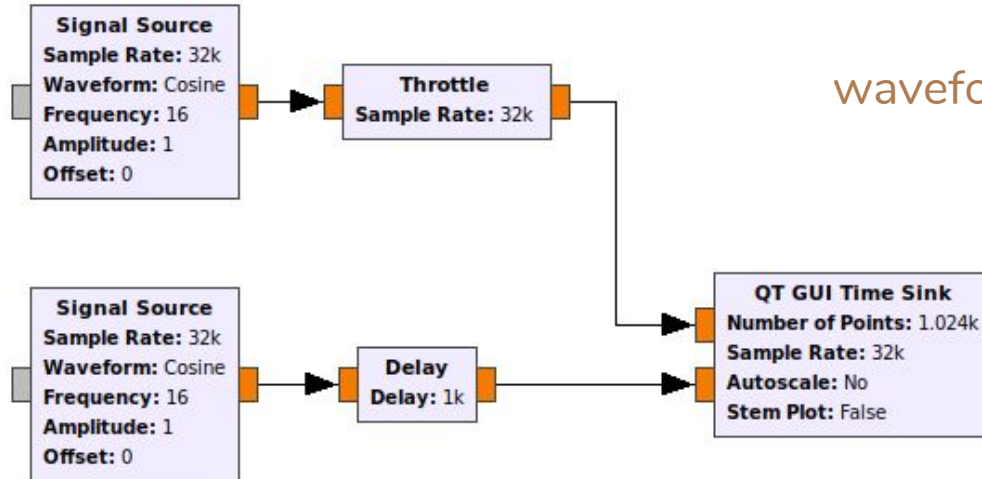 Signal Source
Sample Rate: 32k
Waveform: Cosine
Frequency: 16
Amplitude: 1
Offset: 0
Throttle
Sample Rate: 32k
Signal Source
Sample Rate: 32k
Waveform: Cosine
Frequency: 16
Amplitude: 1
Offset: 0
Delay
Delay: 1k
QT GUI Time Sink
Number of Points: 1.024k
Sample Rate: 32k
Autoscale: No
Stem Plot: False